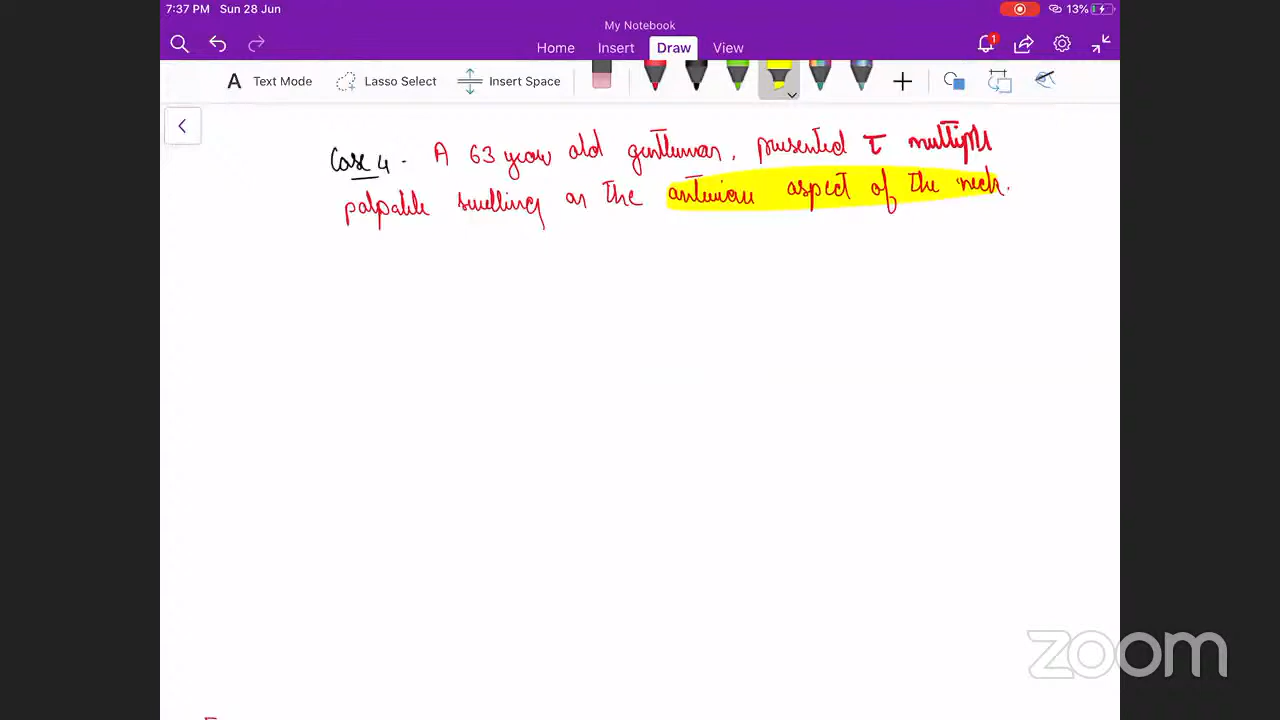 7:37 PM Sun 28 Jun
13%
My Notebook
Home Insert Draw View
1
A Text Mode Lasso Select Insert Space
Case 4 - A 63 year old gentleman, presented c multiple
palpable swelling on the anterior aspect of the neck.
zoom